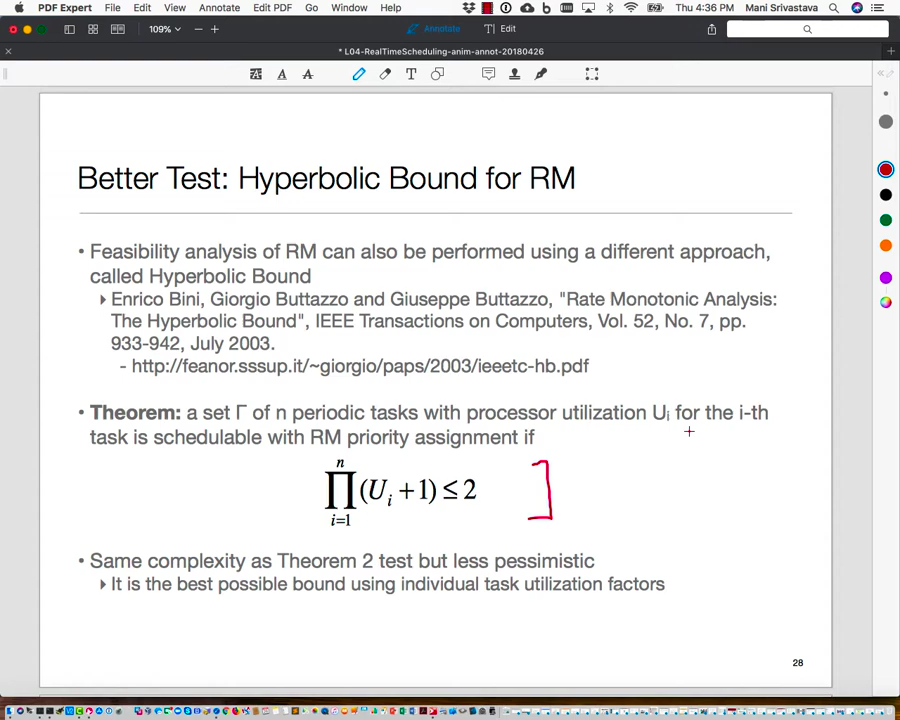 PDF Expert File Edit View Annotate Edit PDF Go Window Help Thu 4:36 PM Mani Srivastava
109% Annotate Edit
* L04-RealTimeScheduling-anim-annot-20180426
Better Test: Hyperbolic Bound for RM
• Feasibility analysis of RM can also be performed using a different approach,
called Hyperbolic Bound
Enrico Bini, Giorgio Buttazzo and Giuseppe Buttazzo, "Rate Monotonic Analysis:
The Hyperbolic Bound", IEEE Transactions on Computers, Vol. 52, No. 7, pp.
933-942, July 2003.
- http://feanor.sssup.it/~giorgio/paps/2003/ieeetc-hb.pdf
• Theorem: a set Γ of n periodic tasks with processor utilization Uᵢ for the i-th
task is schedulable with RM priority assignment if
n
∏(Uᵢ + 1) ≤ 2
i=1
• Same complexity as Theorem 2 test but less pessimistic
It is the best possible bound using individual task utilization factors
28